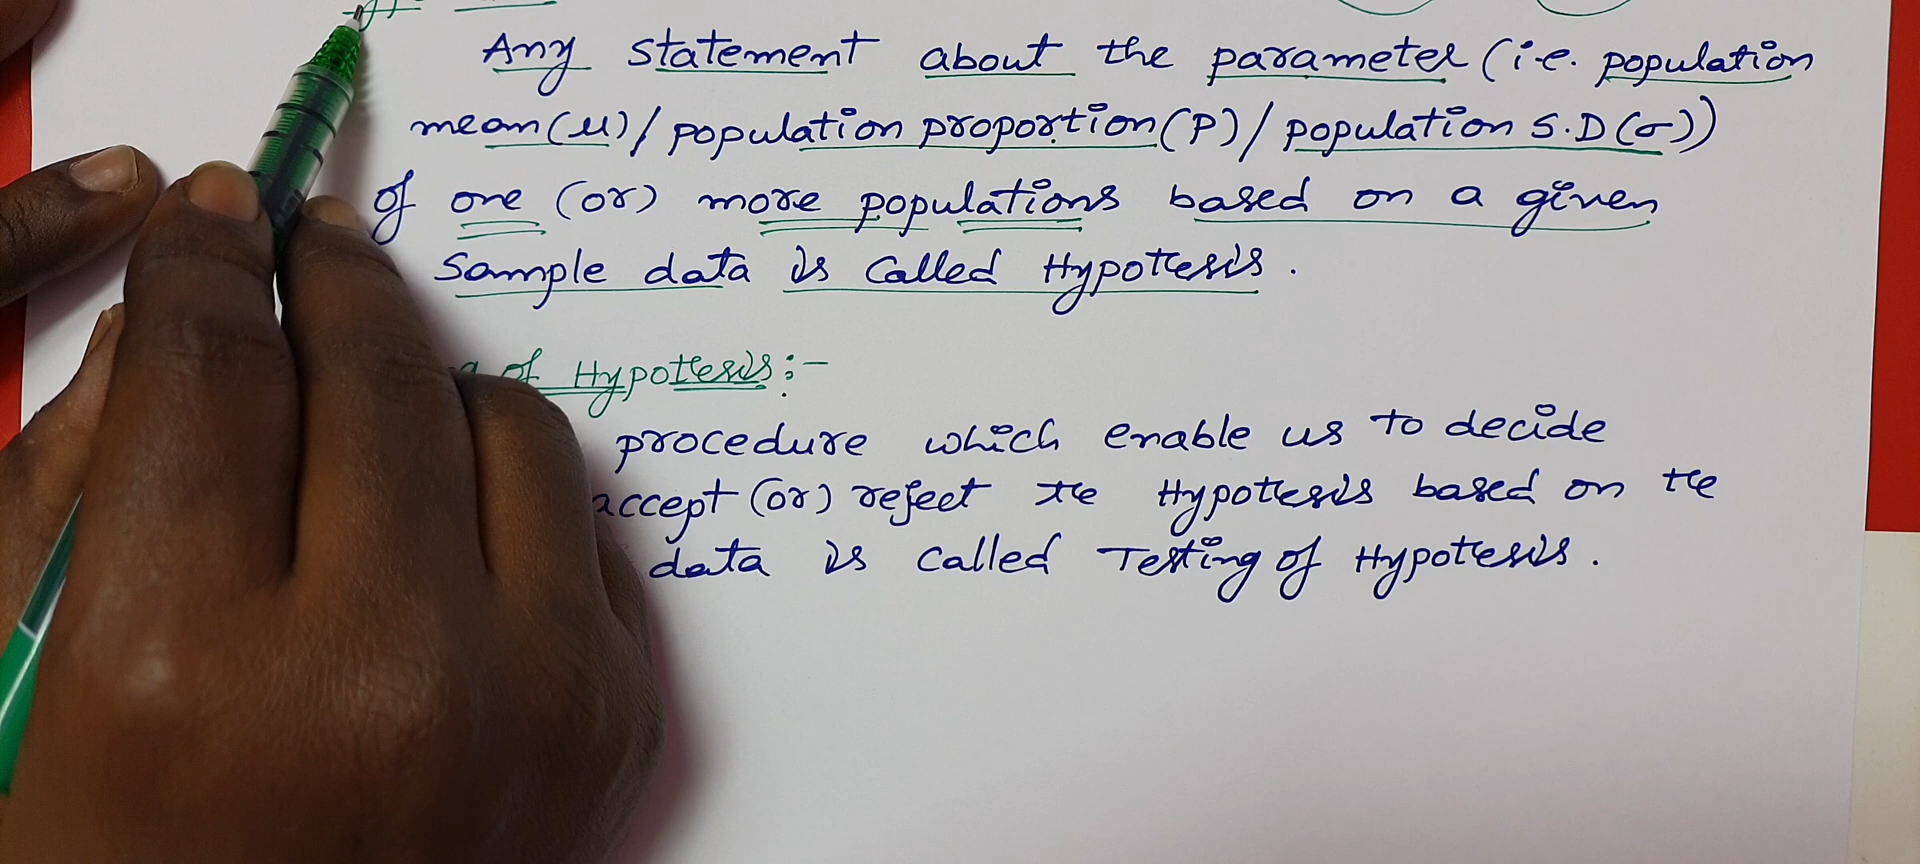 Any statement about the parameter (i.e. population
mean (μ) / population proportion (P) / population S.D (σ))
of one (or) more populations based on a given
Sample data is called Hypothesis.
of Hypothesis :-
procedure which enable us to decide
accept (or) reject the Hypothesis based on the
data is called Testing of Hypothesis.